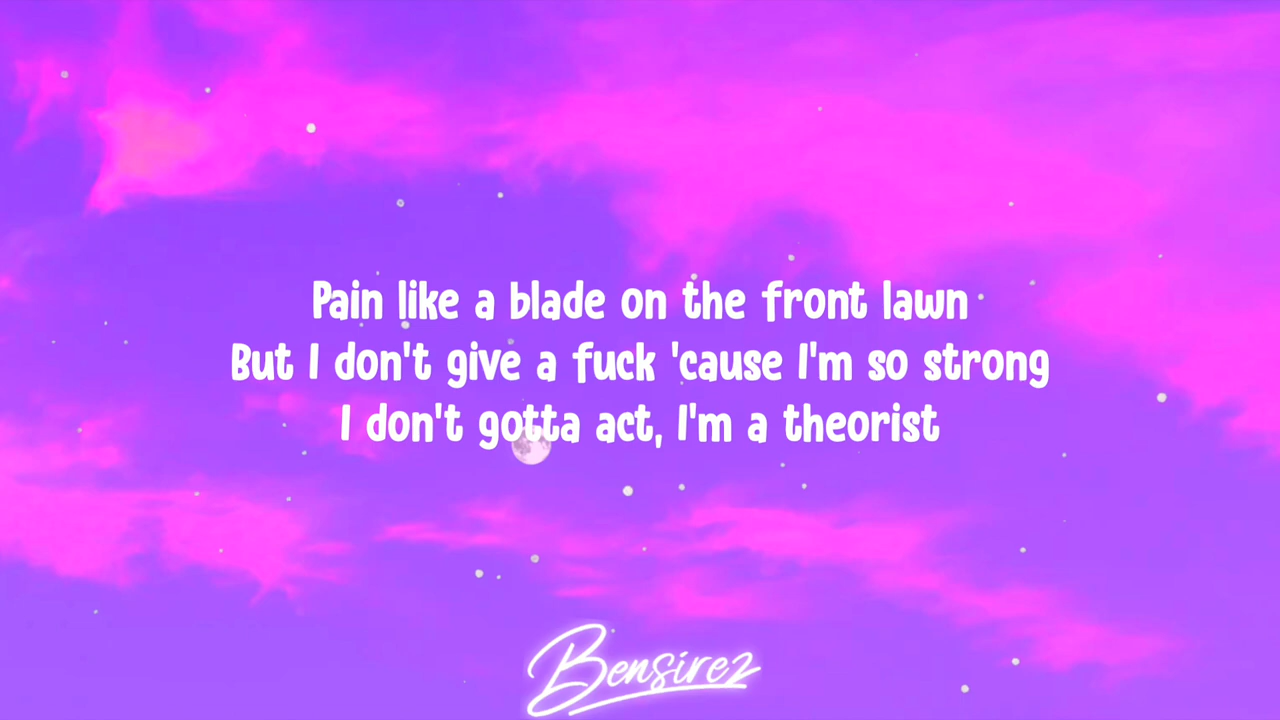 Pain like a blade on the front lawn
But I don't give a fuck 'cause I'm so strong
I don't gotta act, I'm a theorist
Bensirez